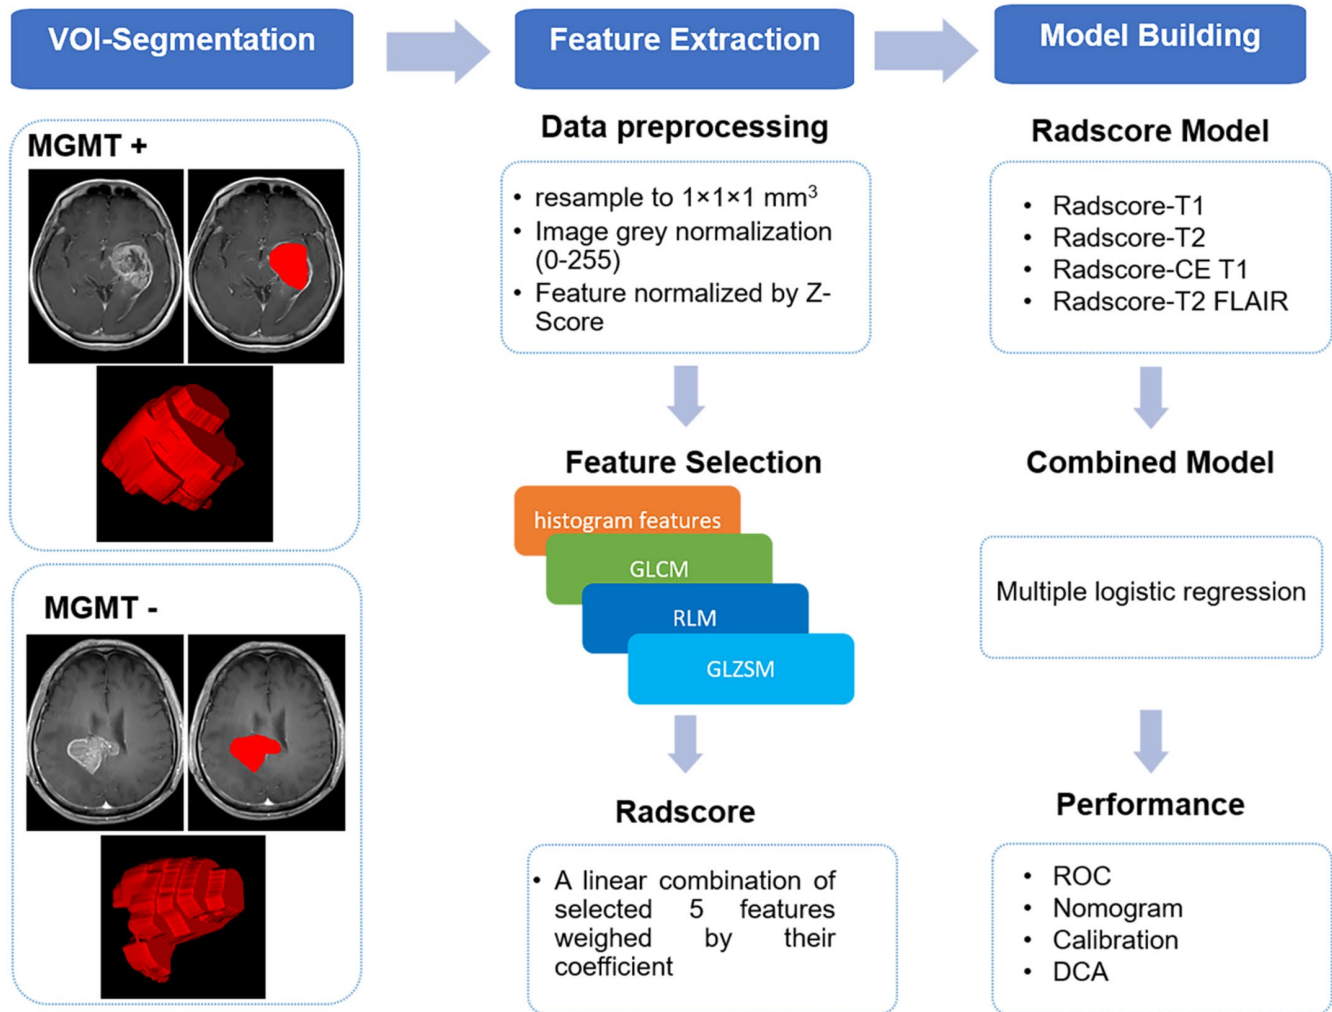 VOI-Segmentation
MGMT +
MGMT -
Feature Extraction
Data preprocessing
• resample to 1×1×1 mm³
• Image grey normalization
(0-255)
• Feature normalized by Z-
Score
Feature Selection
histogram features
GLCM
RLM
GLZSM
Radscore
• A linear combination of
selected 5 features
weighed by their
coefficient
Model Building
Radscore Model
• Radscore-T1
• Radscore-T2
• Radscore-CE T1
• Radscore-T2 FLAIR
Combined Model
Multiple logistic regression
Performance
• ROC
• Nomogram
• Calibration
• DCA